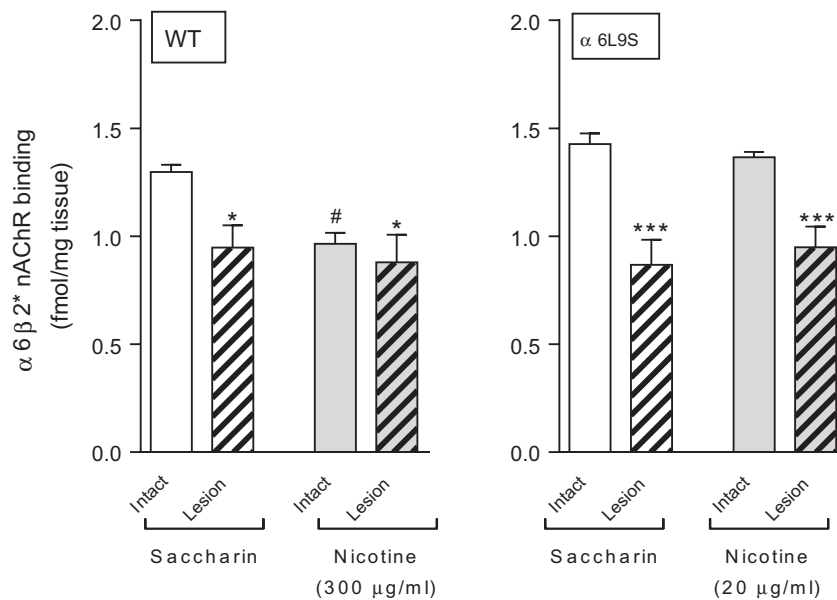 WT
α 6L9S
α 6β 2* nAChR binding
(fmol/mg tissue)
2.0
1.5
1.0
0.5
0.0
*
#
*
Intact
Lesion
Intact
Lesion
Saccharin
Nicotine
(300 μg/ml)
2.0
1.5
1.0
0.5
0.0
***
***
Intact
Lesion
Intact
Lesion
Saccharin
Nicotine
(20 μg/ml)